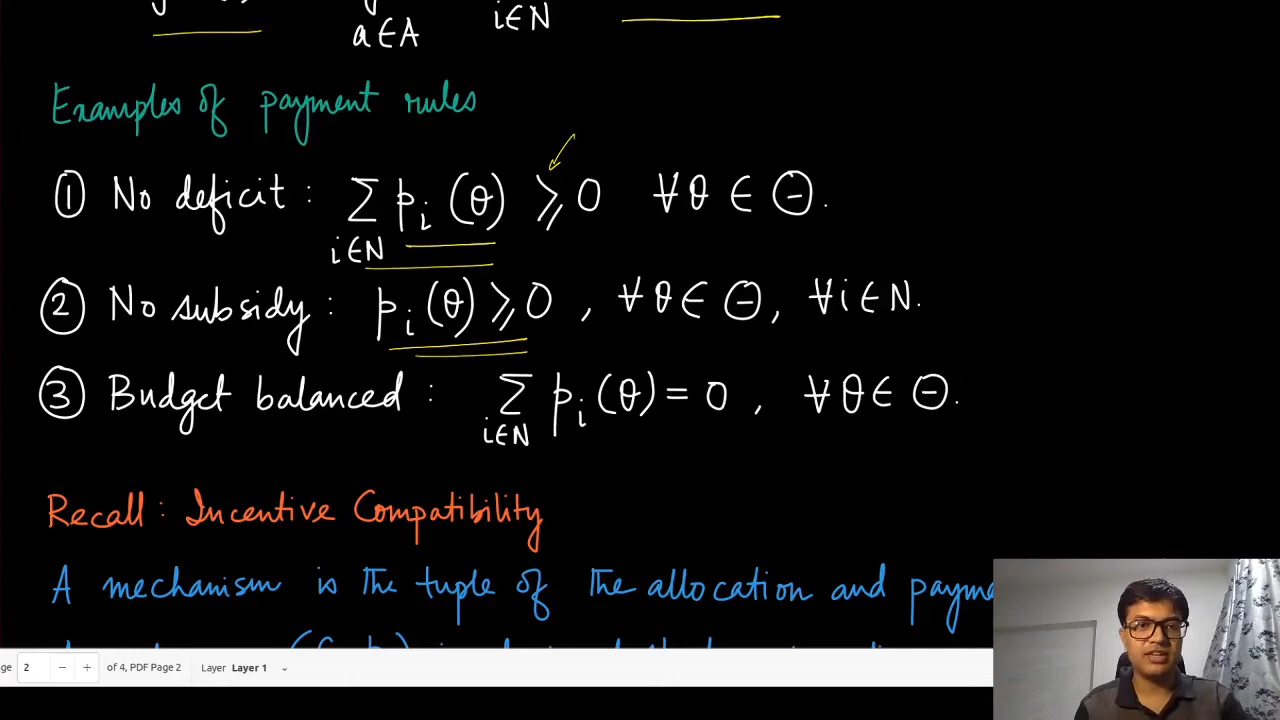 a∈A i∈N
Examples of payment rules
① No deficit : ∑ i∈N p_i (θ) ⩾ 0 ∀θ ∈ Θ.
② No subsidy : p_i (θ) ⩾ 0 , ∀θ ∈ Θ, ∀i ∈ N.
③ Budget balanced : ∑ i∈N p_i (θ) = 0 , ∀θ ∈ Θ.
Recall : Incentive Compatibility
A mechanism is the tuple of the allocation and
ge 2 − + of 4, PDF Page 2 Layer Layer 1